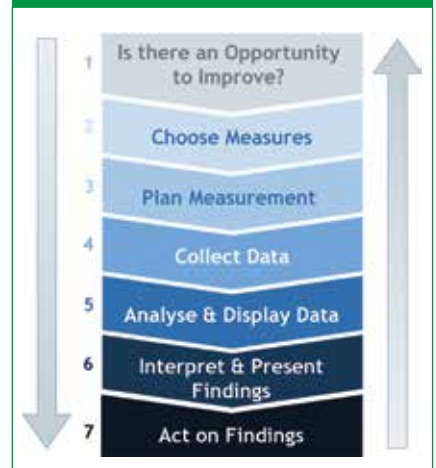 1
Is there an Opportunity
to Improve?
2
Choose Measures
3
Plan Measurement
4
Collect Data
5
Analyse & Display Data
6
Interpret & Present
Findings
7
Act on Findings